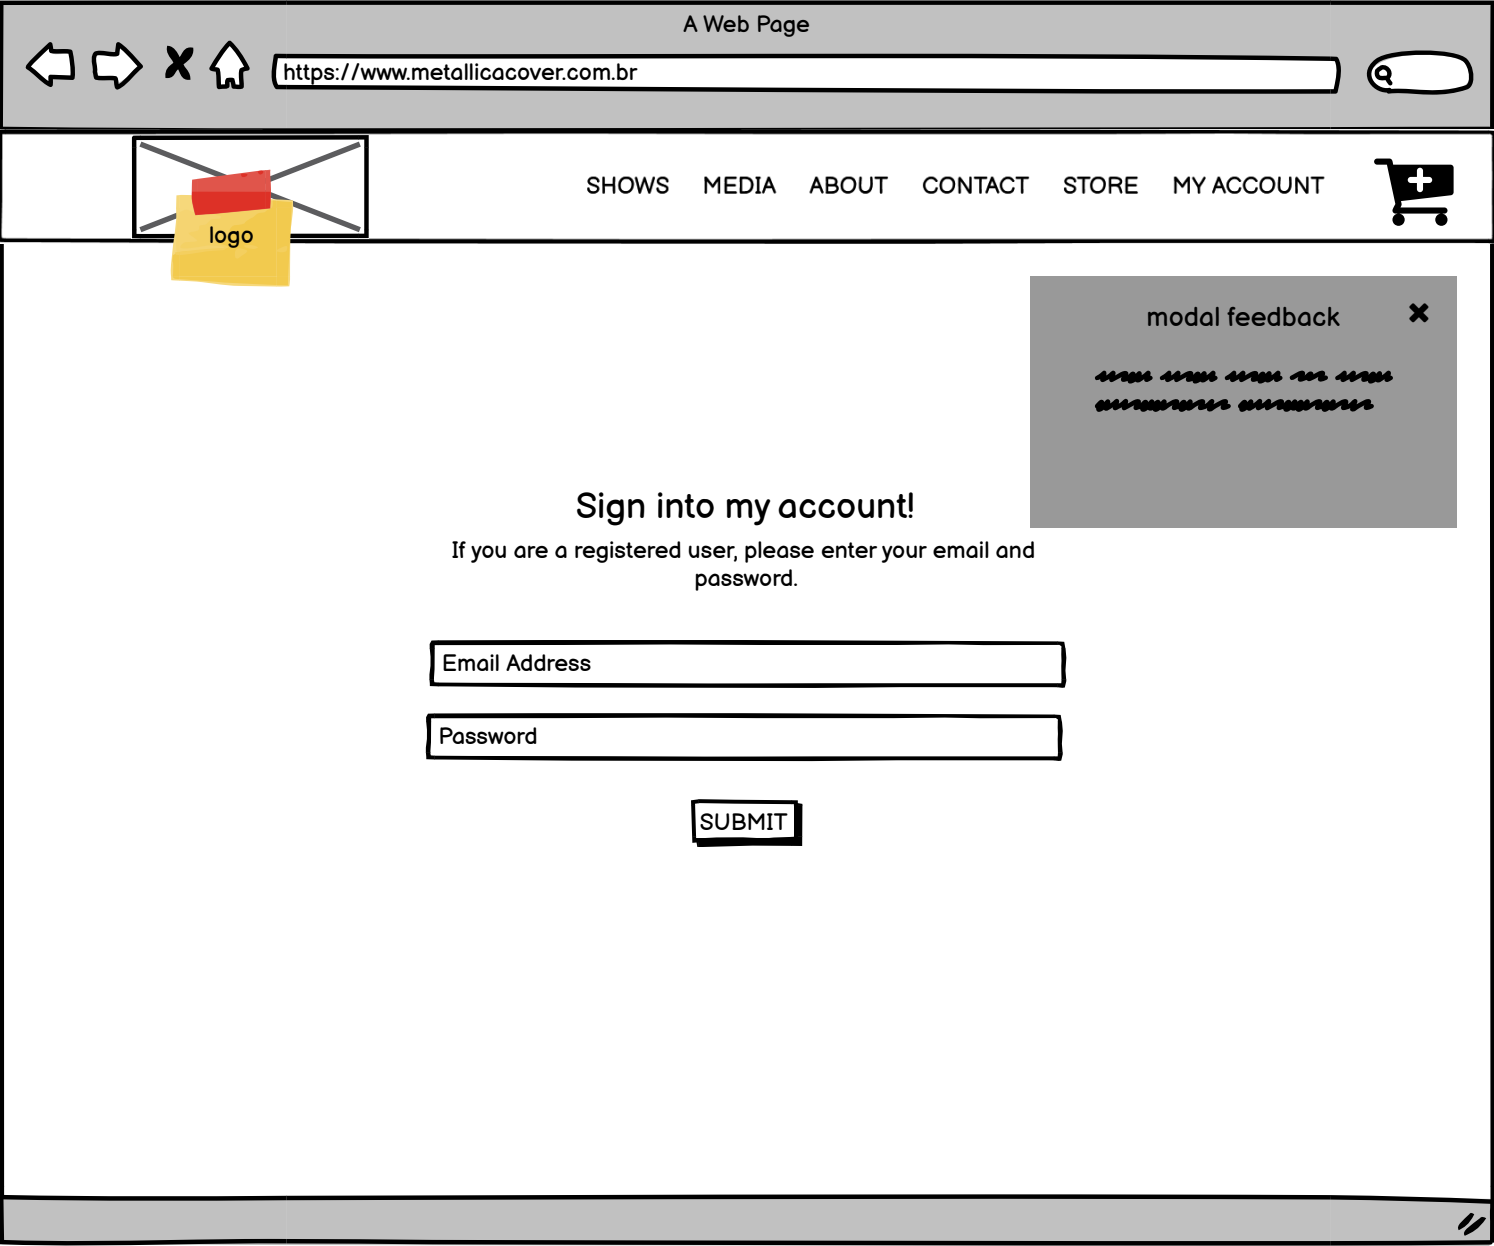 A Web Page
https://www.metallicacover.com.br
SHOWS MEDIA ABOUT CONTACT STORE MY ACCOUNT
logo
modal feedback
Sign into my account!
If you are a registered user, please enter your email and
password.
Email Address
Password
SUBMIT